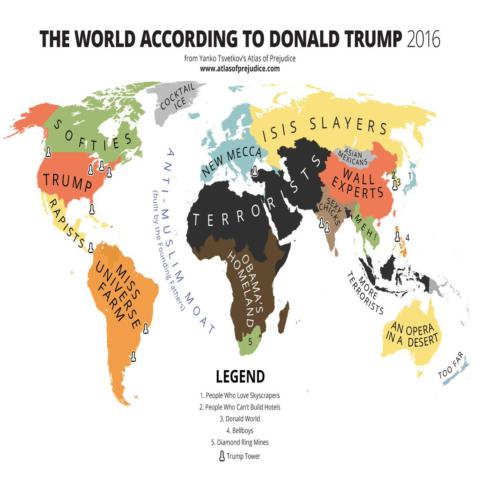 THE WORLD ACCORDING TO DONALD TRUMP 2016
from Yanko Tsvetkov's Atlas of Prejudice
www.atlasofprejudice.com
COCKTAIL
ICE
SOFTIES
ISIS SLAYERS
NEW MECCA
ASIAN
MEXICANS
TRUMP
WALL
EXPERTS
2
1
3
TERRORISTS
SEXY
CHICKS
MEH!
RAPISTS
ANTI-MUSLIM MOAT
(built by the Founding Fathers)
4
MISS
UNIVERSE
FARM
OBAMA'S
HOMELAND
MORE
TERRORISTS
5
AN OPERA
IN A DESERT
TOO FAR
LEGEND
1. People Who Love Skyscrapers
2. People Who Can't Build Hotels
3. Donald World
4. Bellboys
5. Diamond Ring Mines
Trump Tower